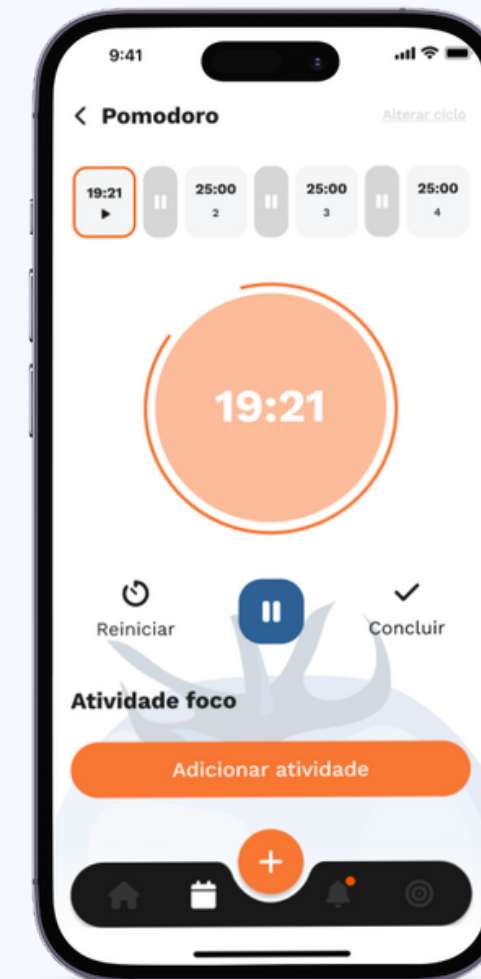 9:41
Pomodoro
Alterar ciclo
19:21
25:00
2
25:00
3
25:00
4
19:21
Reiniciar
Concluir
Atividade foco
Adicionar atividade